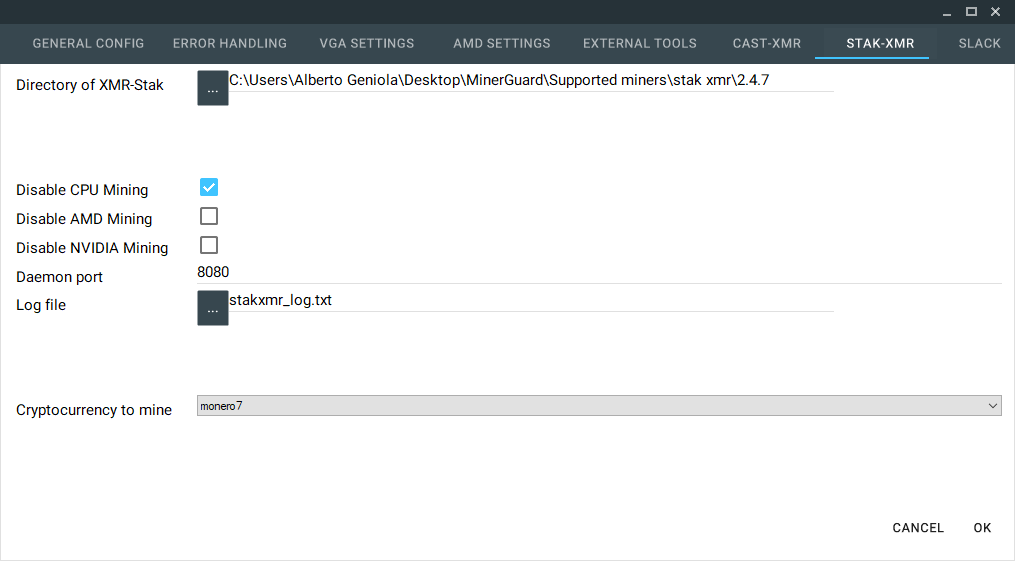 GENERAL CONFIG ERROR HANDLING VGA SETTINGS AMD SETTINGS EXTERNAL TOOLS CAST-XMR STAK-XMR SLACK
Directory of XMR-Stak ... C:\Users\Alberto Geniola\Desktop\MinerGuard\Supported miners\stak xmr\2.4.7
Disable CPU Mining
Disable AMD Mining
Disable NVIDIA Mining
Daemon port 8080
Log file ... stakxmr_log.txt
Cryptocurrency to mine monero7
CANCEL OK